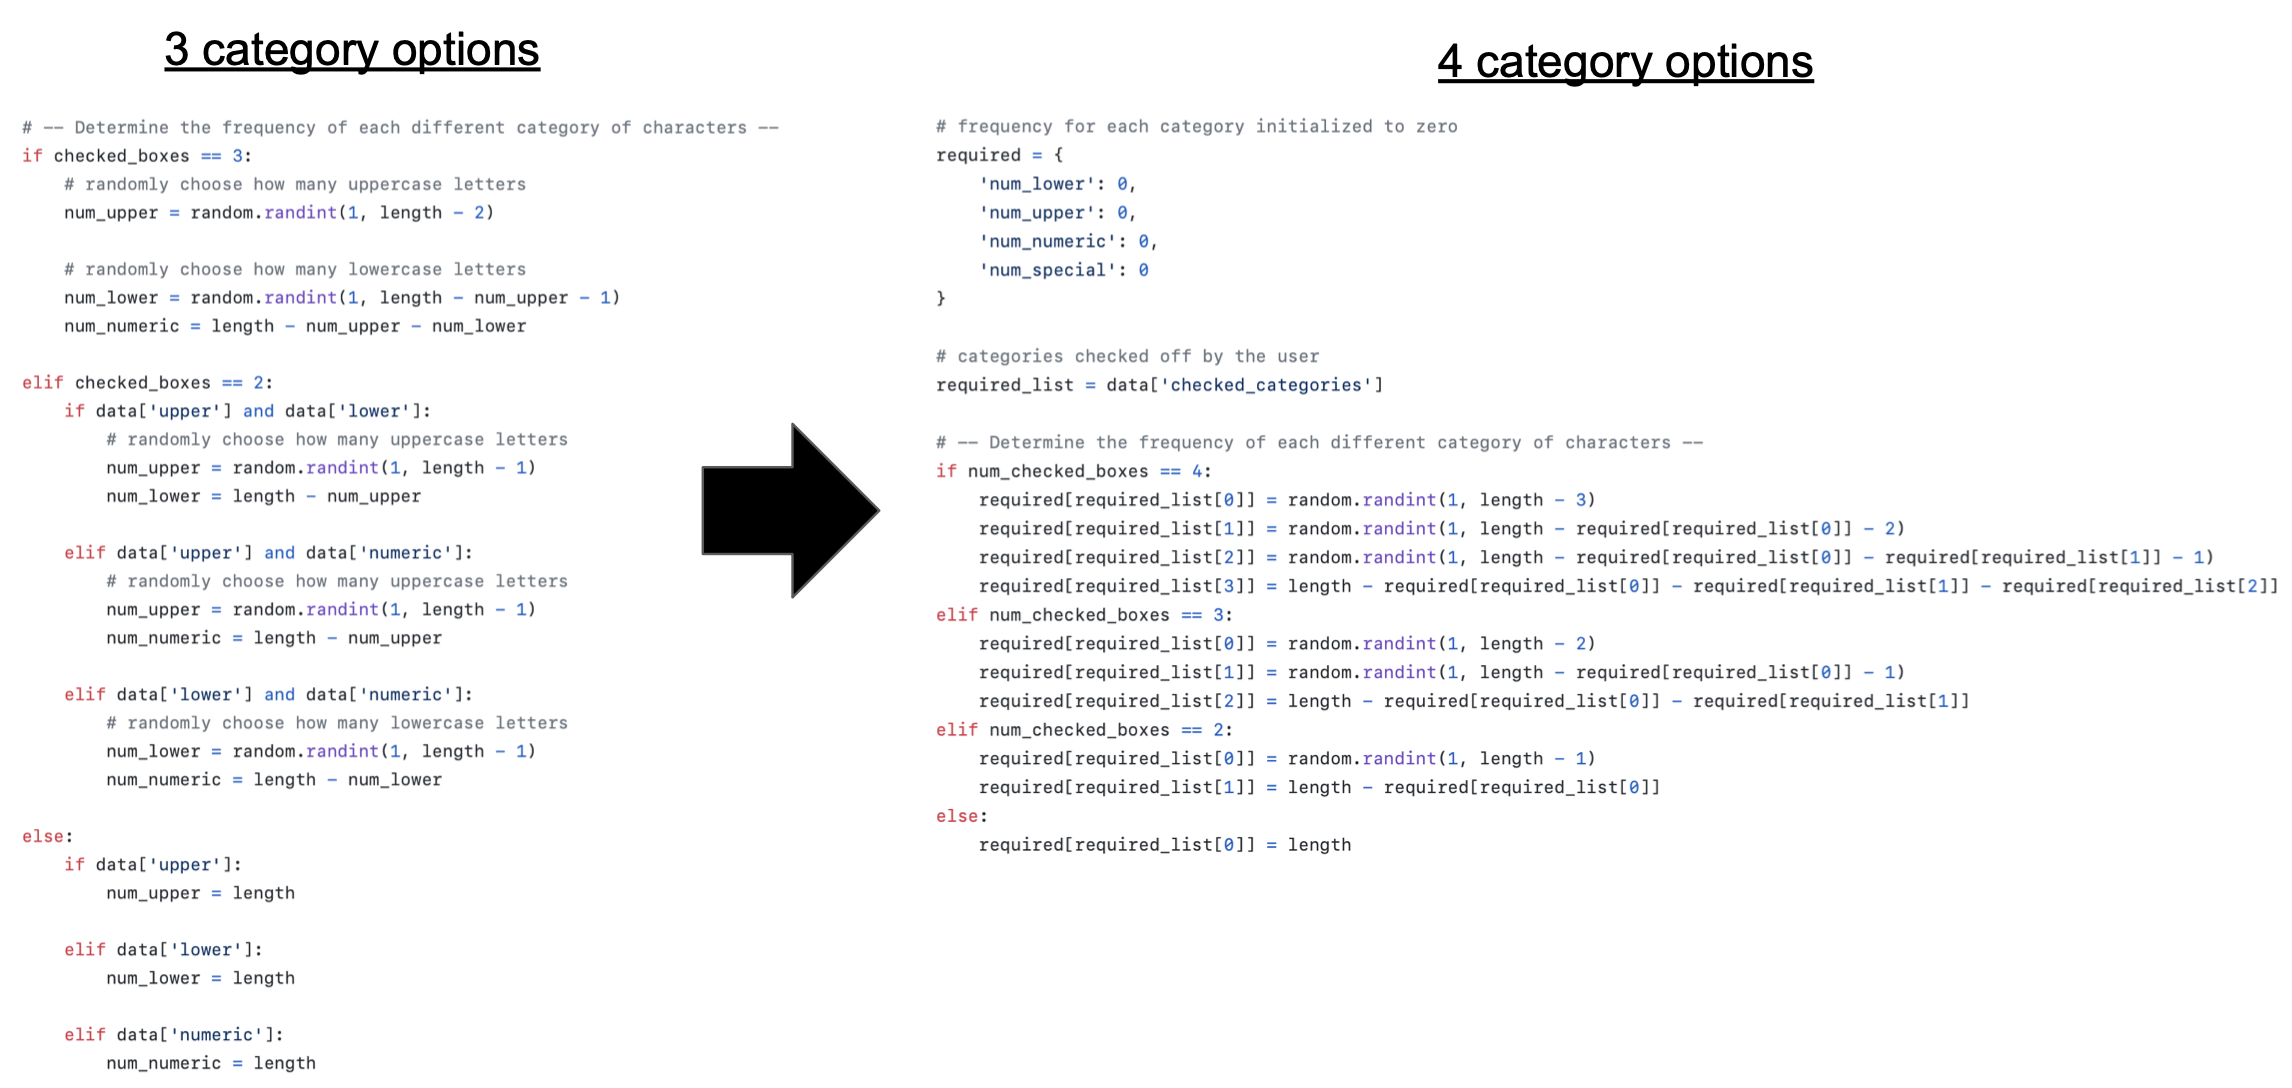 3 category options
# —— Determine the frequency of each different category of characters ——
if checked_boxes == 3:
    # randomly choose how many uppercase letters
    num_upper = random.randint(1, length - 2)

    # randomly choose how many lowercase letters
    num_lower = random.randint(1, length - num_upper - 1)
    num_numeric = length - num_upper - num_lower

elif checked_boxes == 2:
    if data['upper'] and data['lower']:
        # randomly choose how many uppercase letters
        num_upper = random.randint(1, length - 1)
        num_lower = length - num_upper

    elif data['upper'] and data['numeric']:
        # randomly choose how many uppercase letters
        num_upper = random.randint(1, length - 1)
        num_numeric = length - num_upper

    elif data['lower'] and data['numeric']:
        # randomly choose how many lowercase letters
        num_lower = random.randint(1, length - 1)
        num_numeric = length - num_lower

else:
    if data['upper']:
        num_upper = length

    elif data['lower']:
        num_lower = length

    elif data['numeric']:
        num_numeric = length
4 category options
# frequency for each category initialized to zero
required = {
    'num_lower': 0,
    'num_upper': 0,
    'num_numeric': 0,
    'num_special': 0
}

# categories checked off by the user
required_list = data['checked_categories']

# —— Determine the frequency of each different category of characters ——
if num_checked_boxes == 4:
    required[required_list[0]] = random.randint(1, length - 3)
    required[required_list[1]] = random.randint(1, length - required[required_list[0]] - 2)
    required[required_list[2]] = random.randint(1, length - required[required_list[0]] - required[required_list[1]] - 1)
    required[required_list[3]] = length - required[required_list[0]] - required[required_list[1]] - required[required_list[2]]
elif num_checked_boxes == 3:
    required[required_list[0]] = random.randint(1, length - 2)
    required[required_list[1]] = random.randint(1, length - required[required_list[0]] - 1)
    required[required_list[2]] = length - required[required_list[0]] - required[required_list[1]]
elif num_checked_boxes == 2:
    required[required_list[0]] = random.randint(1, length - 1)
    required[required_list[1]] = length - required[required_list[0]]
else:
    required[required_list[0]] = length